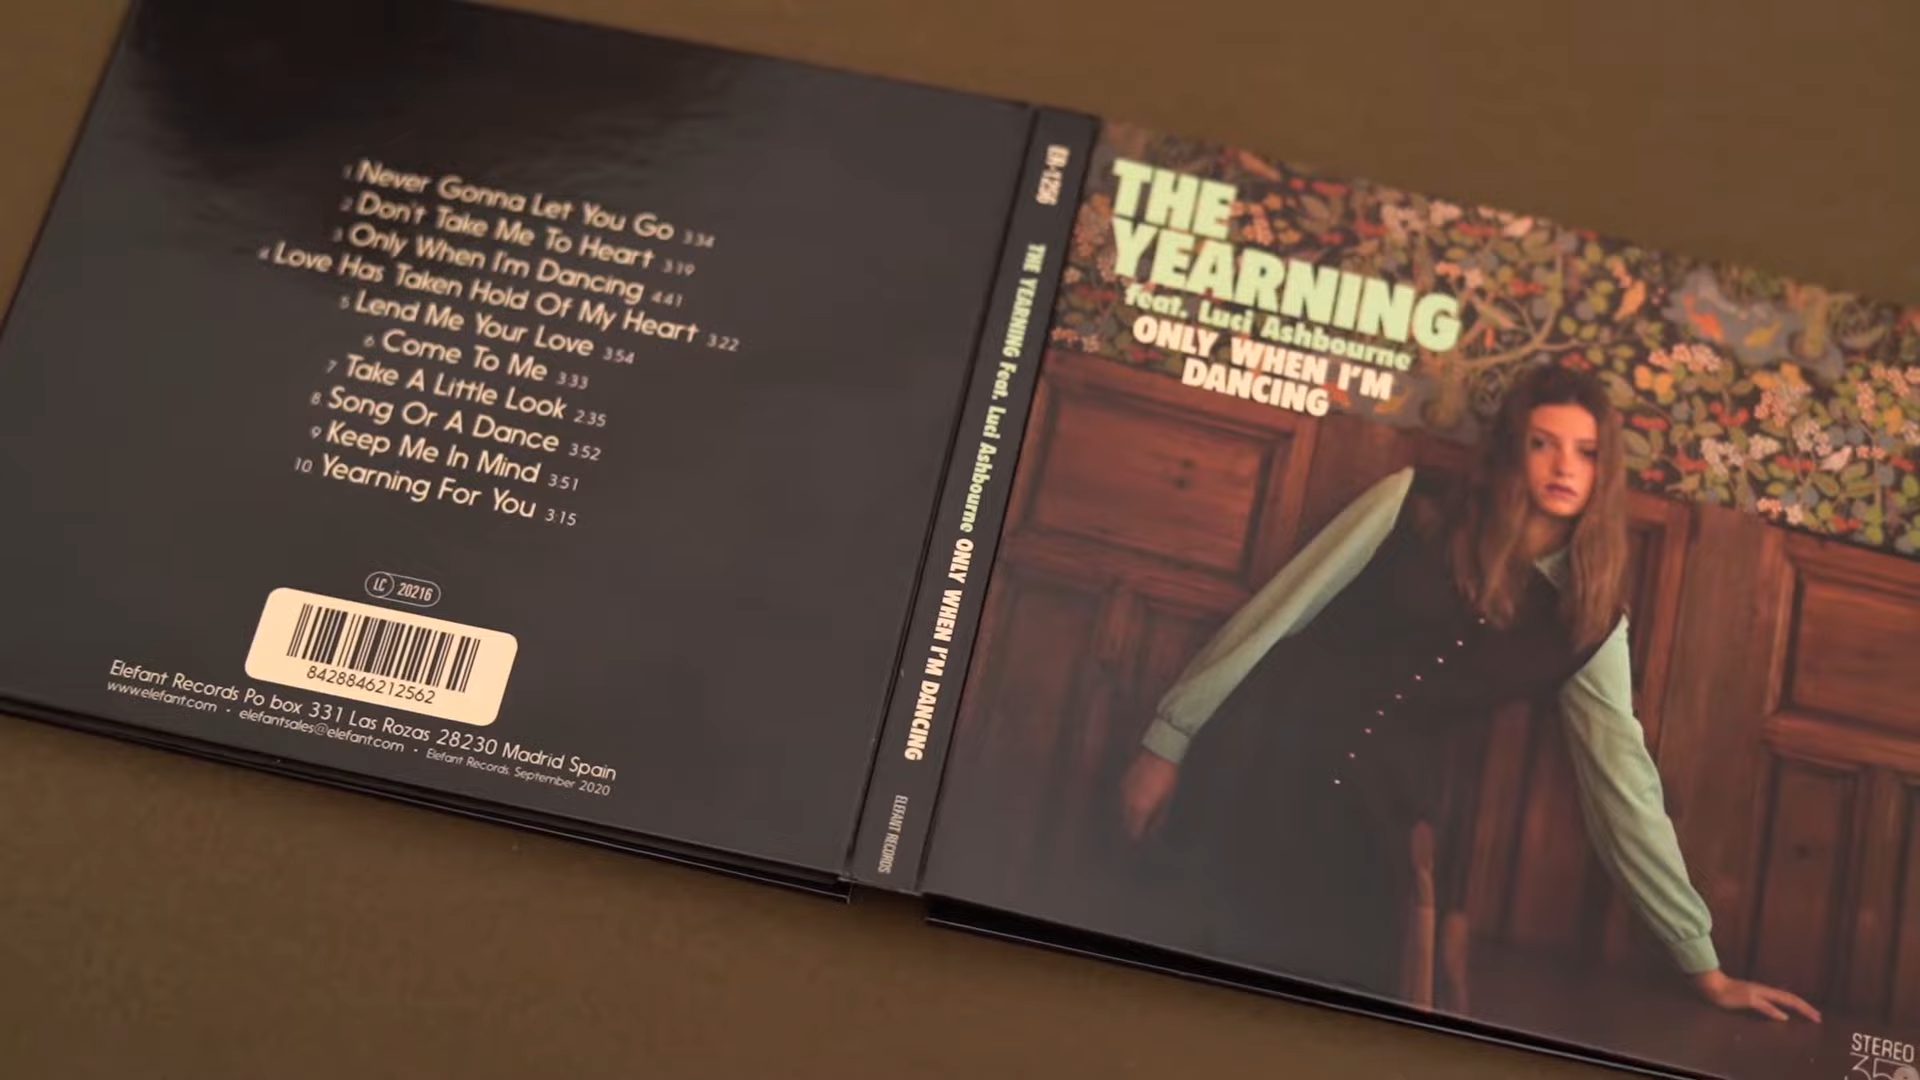 1 Never Gonna Let You Go 3:34
2 Don't Take Me To Heart 3:19
3 Only When I'm Dancing 4:41
4 Love Has Taken Hold Of My Heart 3:22
5 Lend Me Your Love 3:54
6 Come To Me 3:33
7 Take A Little Look 2:35
8 Song Or A Dance 3:52
9 Keep Me In Mind 3:51
10 Yearning For You 3:15
LC 20216
8428846212562
Elefant Records Po box 331 Las Rozas 28230 Madrid Spain
www.elefant.com · elefantsales@elefant.com · Elefant Records, September 2020
ER-1256
THE YEARNING Feat. Luci Ashbourne ONLY WHEN I'M DANCING
ELEFANT RECORDS
THE
YEARNING
feat. Luci Ashbourne
ONLY WHEN I'M
DANCING
STEREO